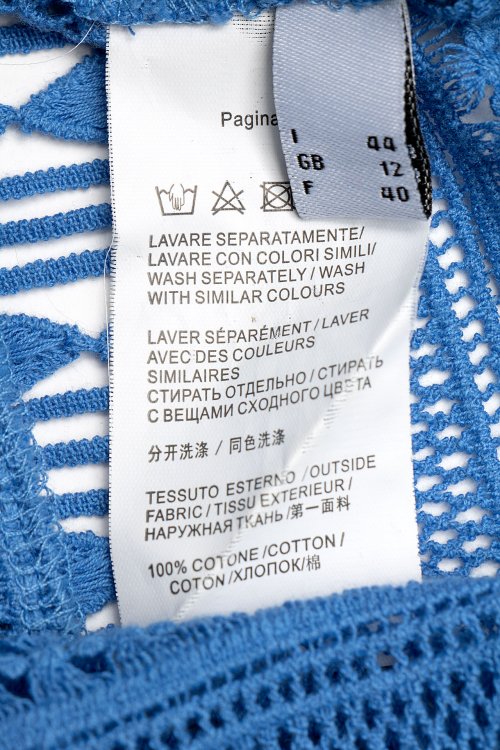 Pagina
I 44
GB 12
F 40
LAVARE SEPARATAMENTE/
LAVARE CON COLORI SIMILI/
WASH SEPARATELY / WASH
WITH SIMILAR COLOURS
LAVER SÉPARÉMENT / LAVER
AVEC DES COULEURS
SIMILAIRES
СТИРАТЬ ОТДЕЛЬНО / СТИРАТЬ
С ВЕЩАМИ СХОДНОГО ЦВЕТА
分开洗涤 / 同色洗涤
TESSUTO ESTERNO /OUTSIDE
FABRIC / TISSU EXTERIEUR /
НАРУЖНАЯ ТКАНЬ/第一面料
100% COTONE /COTTON /
COTON /ХЛОПОК/棉